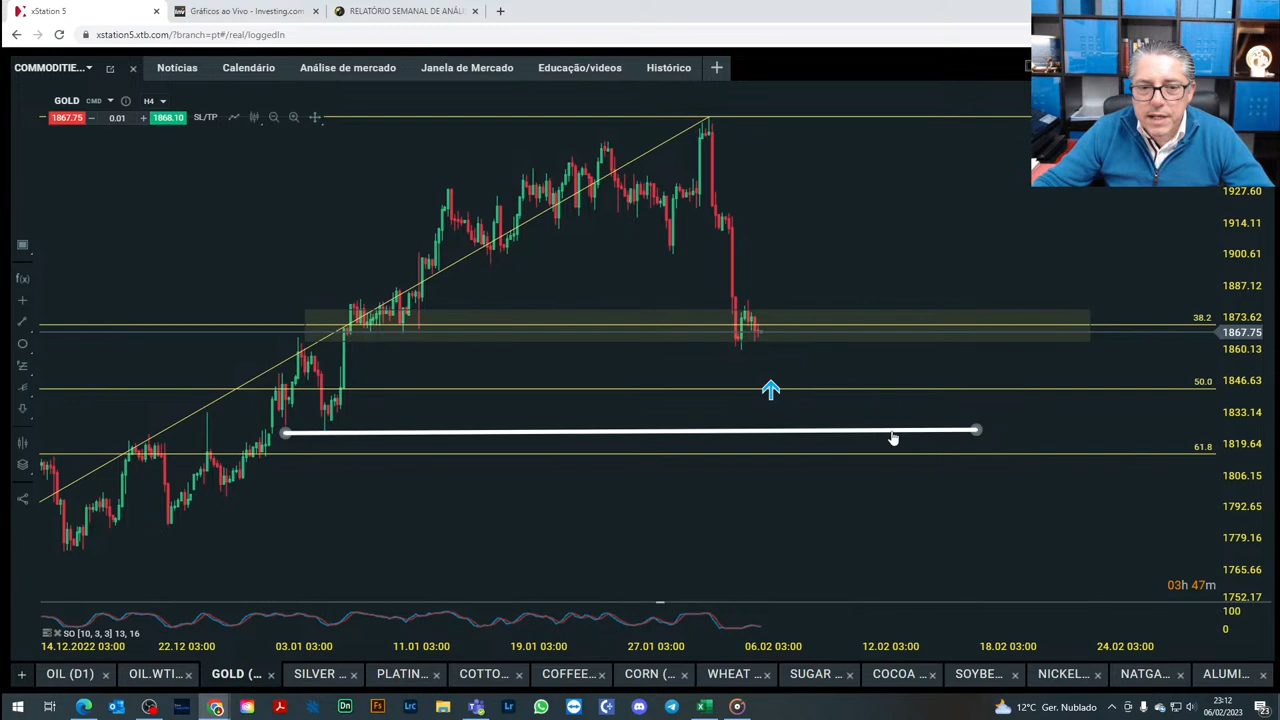 xStation 5
Gráficos ao Vivo - Investing.com
RELATÓRIO SEMANAL DE ANÁLI
xstation5.xtb.com/?branch=pt#/real/loggedIn
COMMODITIE...
Notícias
Calendário
Análise de mercado
Janela de Mercado
Educação/videos
Histórico
GOLD CMD H4
1867.75 0.01 1868.10 SL/TP
1927.60
1914.11
1900.61
1887.12
1873.62
38.2
1867.75
1860.13
1846.63
50.0
1833.14
1819.64
61.8
1806.15
1792.65
1779.16
1765.66
1752.17
03h 47m
100
0
SO [10, 3, 3] 13, 16
14.12.2022 03:00 22.12 03:00 03.01 03:00 11.01 03:00 19.01 03:00 27.01 03:00 06.02 03:00 12.02 03:00 18.02 03:00 24.02 03:00
OIL (D1) OIL.WTI... GOLD (... SILVER ... PLATIN... COTTO... COFFEE... CORN (... WHEAT ... SUGAR ... COCOA ... SOYBE... NICKEL... NATGA... ALUMI...
12°C Ger. Nublado
23:12
06/02/2023